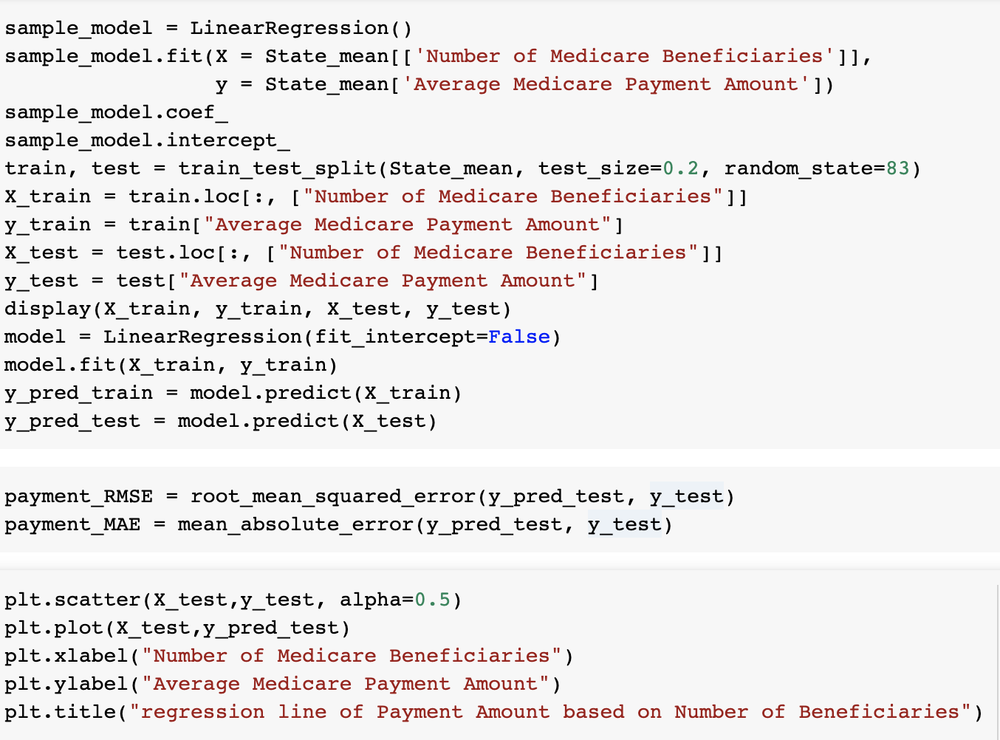 sample_model = LinearRegression()
sample_model.fit(X = State_mean[['Number of Medicare Beneficiaries']],
                 y = State_mean['Average Medicare Payment Amount'])
sample_model.coef_
sample_model.intercept_
train, test = train_test_split(State_mean, test_size=0.2, random_state=83)
X_train = train.loc[:, ["Number of Medicare Beneficiaries"]]
y_train = train["Average Medicare Payment Amount"]
X_test = test.loc[:, ["Number of Medicare Beneficiaries"]]
y_test = test["Average Medicare Payment Amount"]
display(X_train, y_train, X_test, y_test)
model = LinearRegression(fit_intercept=False)
model.fit(X_train, y_train)
y_pred_train = model.predict(X_train)
y_pred_test = model.predict(X_test)
payment_RMSE = root_mean_squared_error(y_pred_test, y_test)
payment_MAE = mean_absolute_error(y_pred_test, y_test)
plt.scatter(X_test,y_test, alpha=0.5)
plt.plot(X_test,y_pred_test)
plt.xlabel("Number of Medicare Beneficiaries")
plt.ylabel("Average Medicare Payment Amount")
plt.title("regression line of Payment Amount based on Number of Beneficiaries")